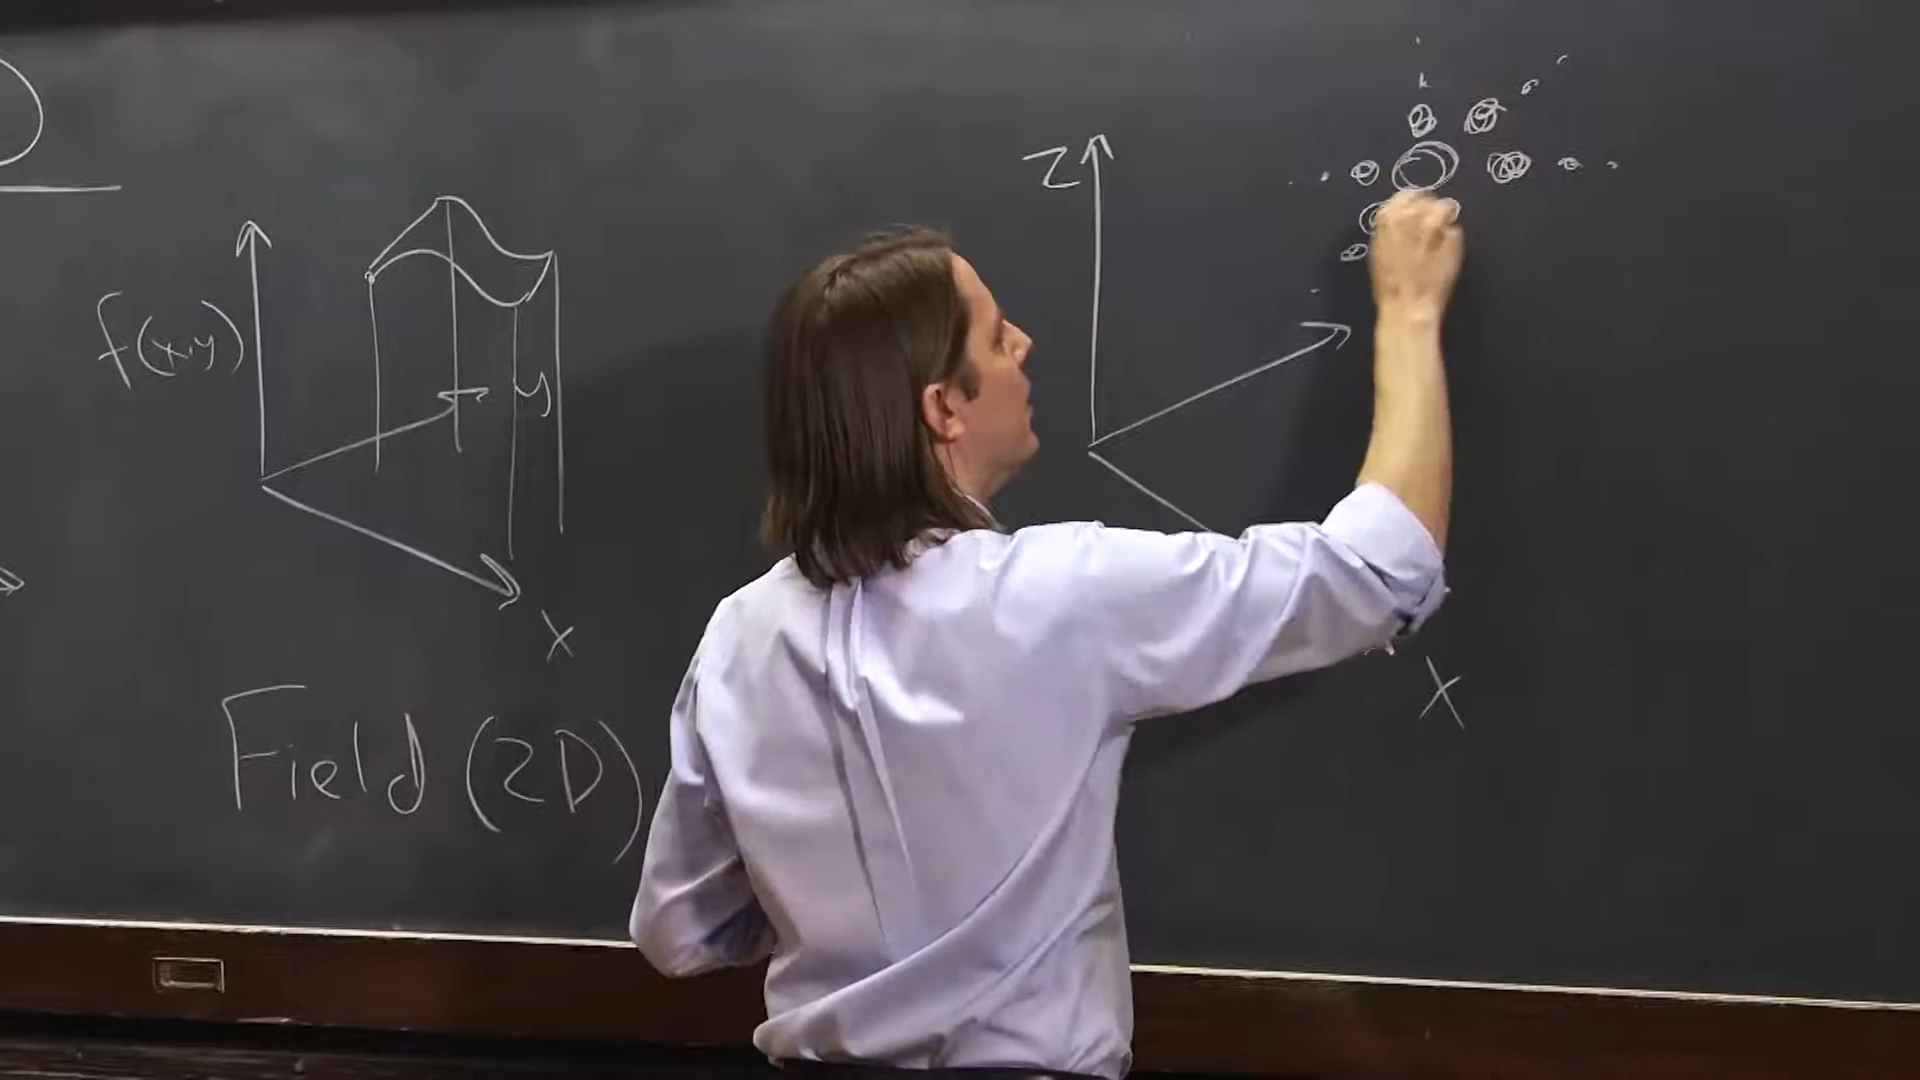 f(x,y)
y
x
Field (2D)
Z
X